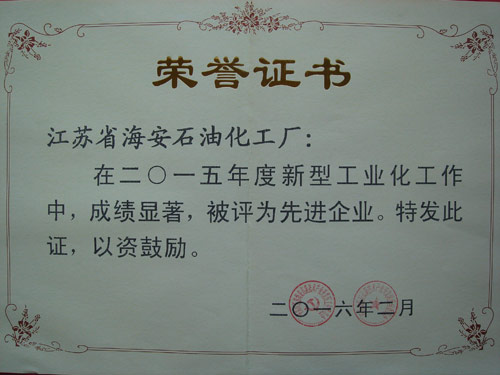 荣誉证书
江苏省海安石油化工厂：
在二〇一五年度新型工业化工作
中，成绩显著，被评为先进企业。特发此
证，以资鼓励。
二〇一六年二月